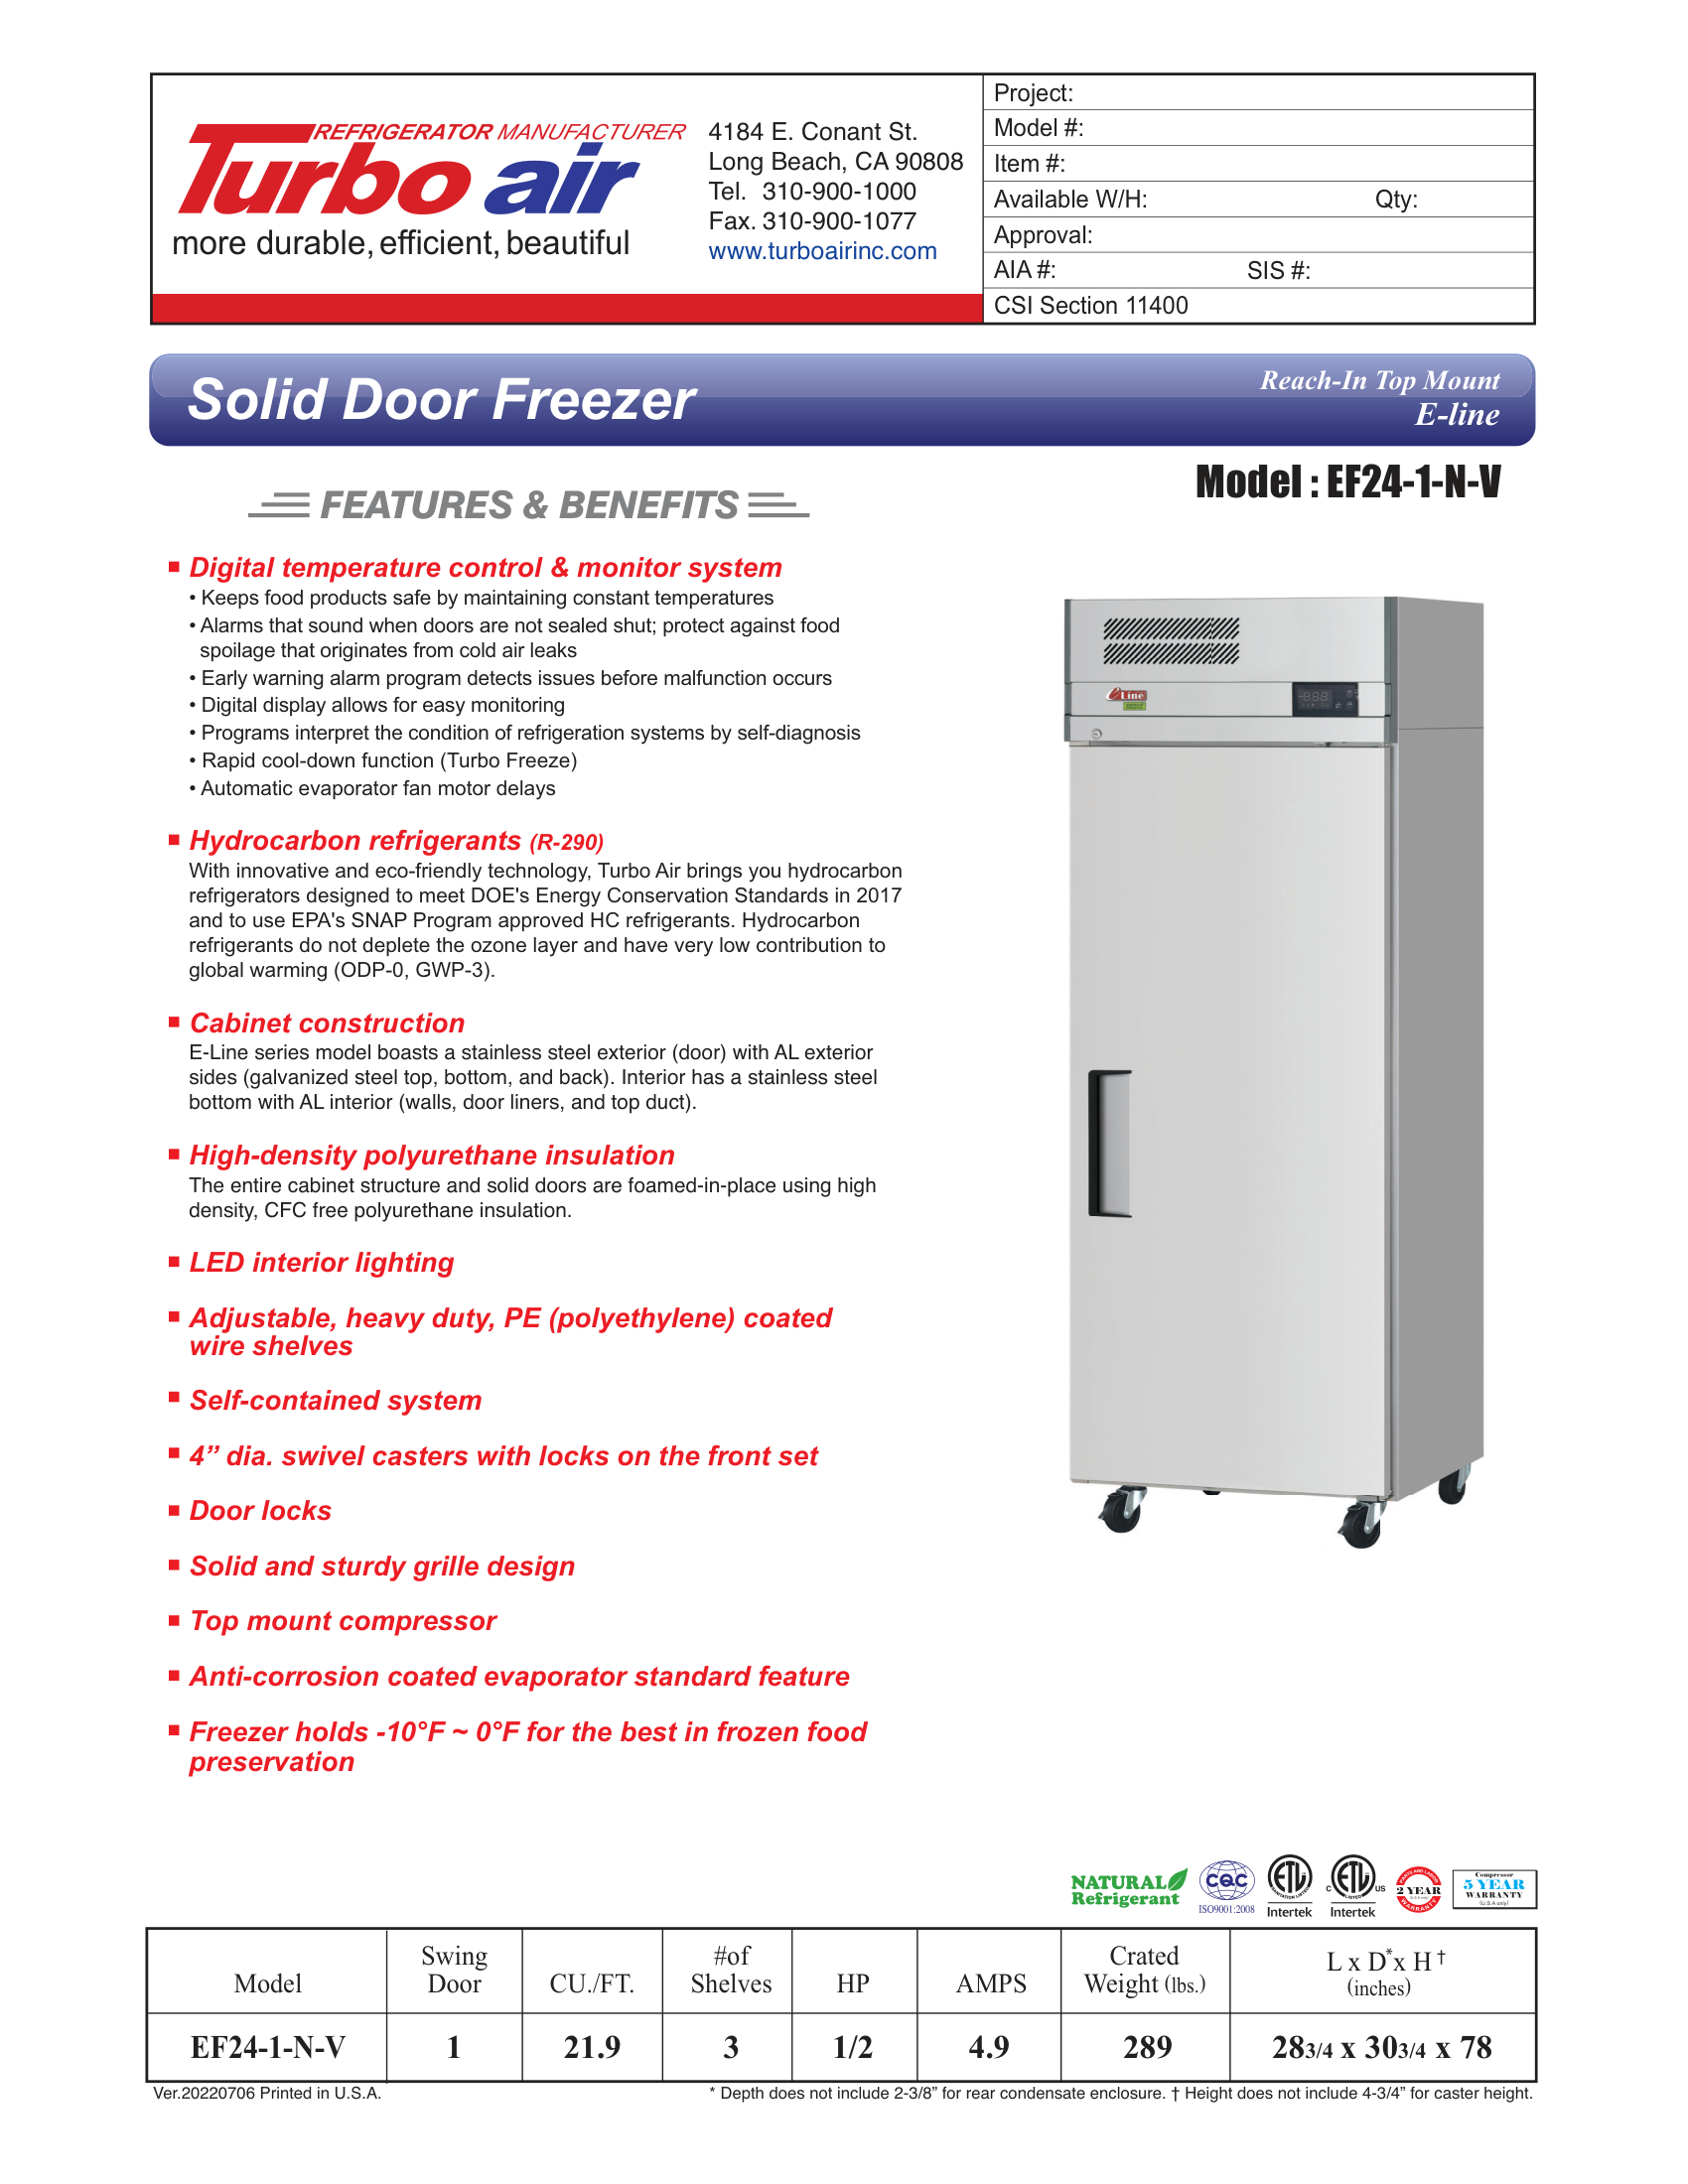 REFRIGERATOR MANUFACTURER
Turbo air
more durable, efficient, beautiful
4184 E. Conant St.
Long Beach, CA 90808
Tel. 310-900-1000
Fax. 310-900-1077
www.turboairinc.com
Project:
Model #:
Item #:
Available W/H: Qty:
Approval:
AIA #: SIS #:
CSI Section 11400
Solid Door Freezer
Reach-In Top Mount
E-line
Model : EF24-1-N-V
FEATURES & BENEFITS
Digital temperature control & monitor system
• Keeps food products safe by maintaining constant temperatures
• Alarms that sound when doors are not sealed shut; protect against food
spoilage that originates from cold air leaks
• Early warning alarm program detects issues before malfunction occurs
• Digital display allows for easy monitoring
• Programs interpret the condition of refrigeration systems by self-diagnosis
• Rapid cool-down function (Turbo Freeze)
• Automatic evaporator fan motor delays
Hydrocarbon refrigerants (R-290)
With innovative and eco-friendly technology, Turbo Air brings you hydrocarbon
refrigerators designed to meet DOE's Energy Conservation Standards in 2017
and to use EPA's SNAP Program approved HC refrigerants. Hydrocarbon
refrigerants do not deplete the ozone layer and have very low contribution to
global warming (ODP-0, GWP-3).
Cabinet construction
E-Line series model boasts a stainless steel exterior (door) with AL exterior
sides (galvanized steel top, bottom, and back). Interior has a stainless steel
bottom with AL interior (walls, door liners, and top duct).
High-density polyurethane insulation
The entire cabinet structure and solid doors are foamed-in-place using high
density, CFC free polyurethane insulation.
LED interior lighting
Adjustable, heavy duty, PE (polyethylene) coated
wire shelves
Self-contained system
4” dia. swivel casters with locks on the front set
Door locks
Solid and sturdy grille design
Top mount compressor
Anti-corrosion coated evaporator standard feature
Freezer holds -10°F ~ 0°F for the best in frozen food
preservation
Line
NATURAL
Refrigerant
CQC
ISO9001:2008
ETL
SANITATION LISTED
Intertek
C ETL US
LISTED
Intertek
PARTS AND LABOR
2 YEAR
(U.S.A only)
WARRANTY
Compressor
5 YEAR
WARRANTY
(U.S.A only)
Model Swing Door CU./FT. #of Shelves HP AMPS Crated Weight (lbs.) L x D* x H † (inches)
EF24-1-N-V 1 21.9 3 1/2 4.9 289 28 3/4 x 30 3/4 x 78
Ver.20220706 Printed in U.S.A.
* Depth does not include 2-3/8” for rear condensate enclosure. † Height does not include 4-3/4” for caster height.